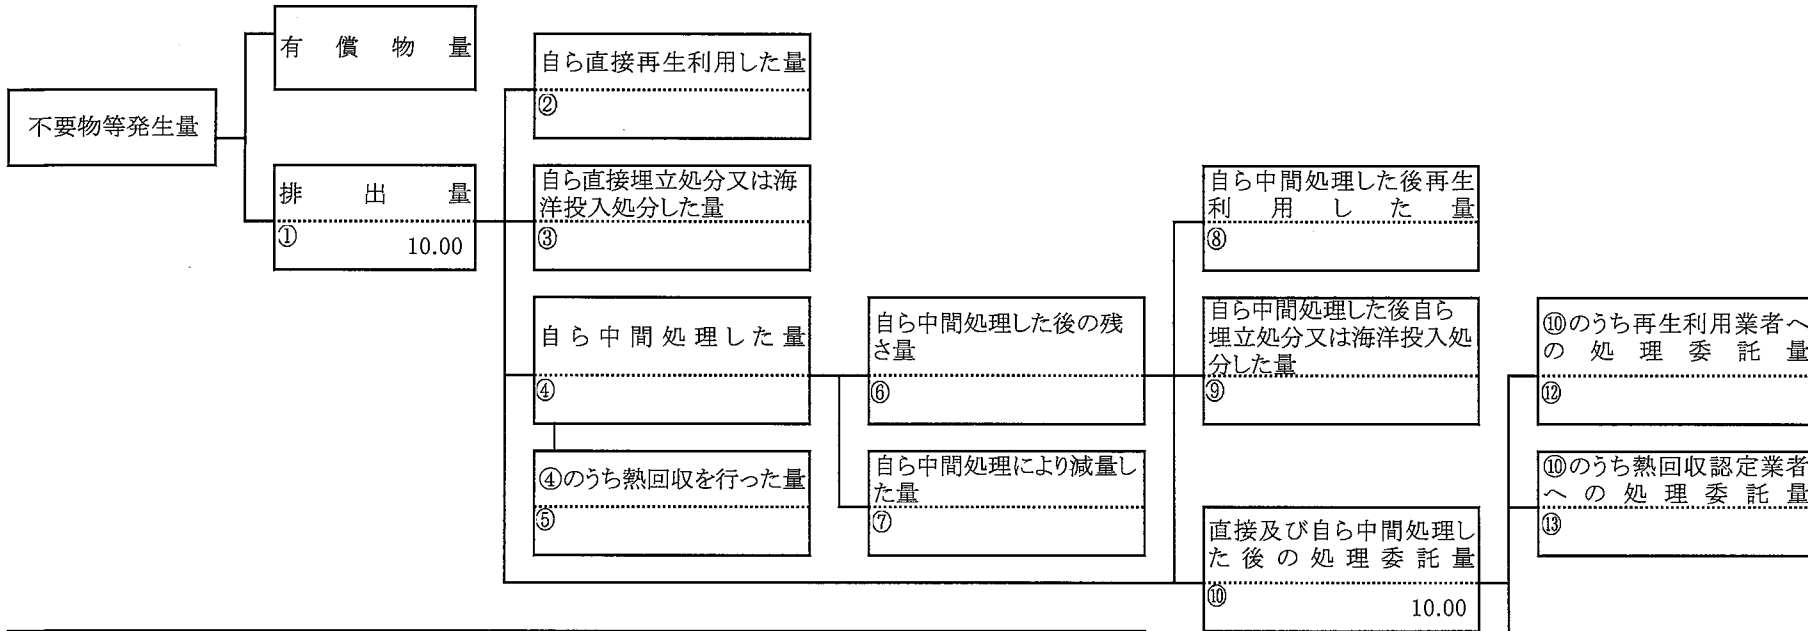 有償物量
不要物等発生量
排出量
①
10.00
自ら直接再生利用した量
②
自ら直接埋立処分又は海
洋投入処分した量
③
自ら中間処理した量
④
④のうち熱回収を行った量
⑤
自ら中間処理した後の残
さ量
⑥
自ら中間処理により減量し
た量
⑦
自ら中間処理した後再生
利用した量
⑧
自ら中間処理した後自ら
埋立処分又は海洋投入処
分した量
⑨
直接及び自ら中間処理し
た後の処理委託量
⑩
10.00
⑩のうち再生利用業者へ
の処理委託量
⑫
⑩のうち熱回収認定業者
への処理委託量
⑬